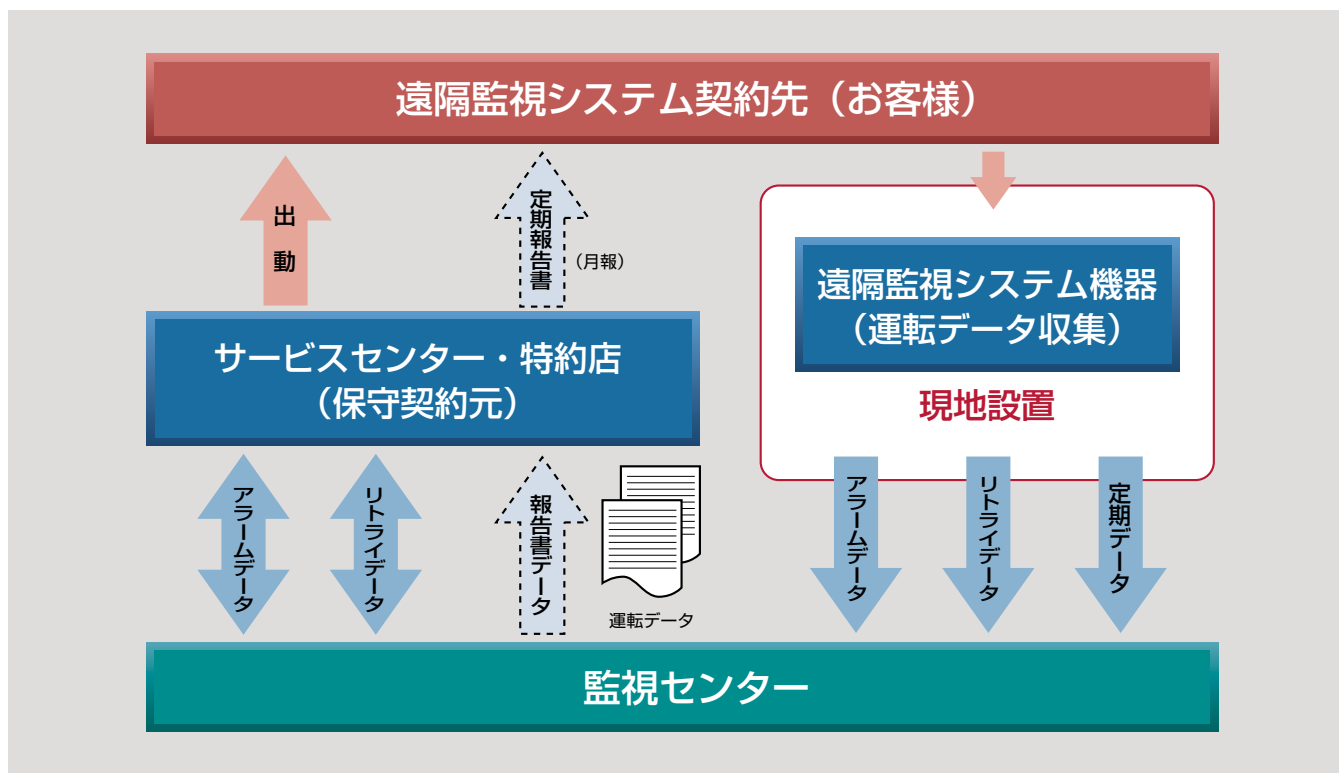 遠隔監視システム契約先（お客様）
出動
定期報告書
（月報）
遠隔監視システム機器
（運転データ収集）
現地設置
サービスセンター・特約店
（保守契約元）
アラームデータ
リトライデータ
報告書データ
運転データ
アラームデータ
リトライデータ
定期データ
監視センター